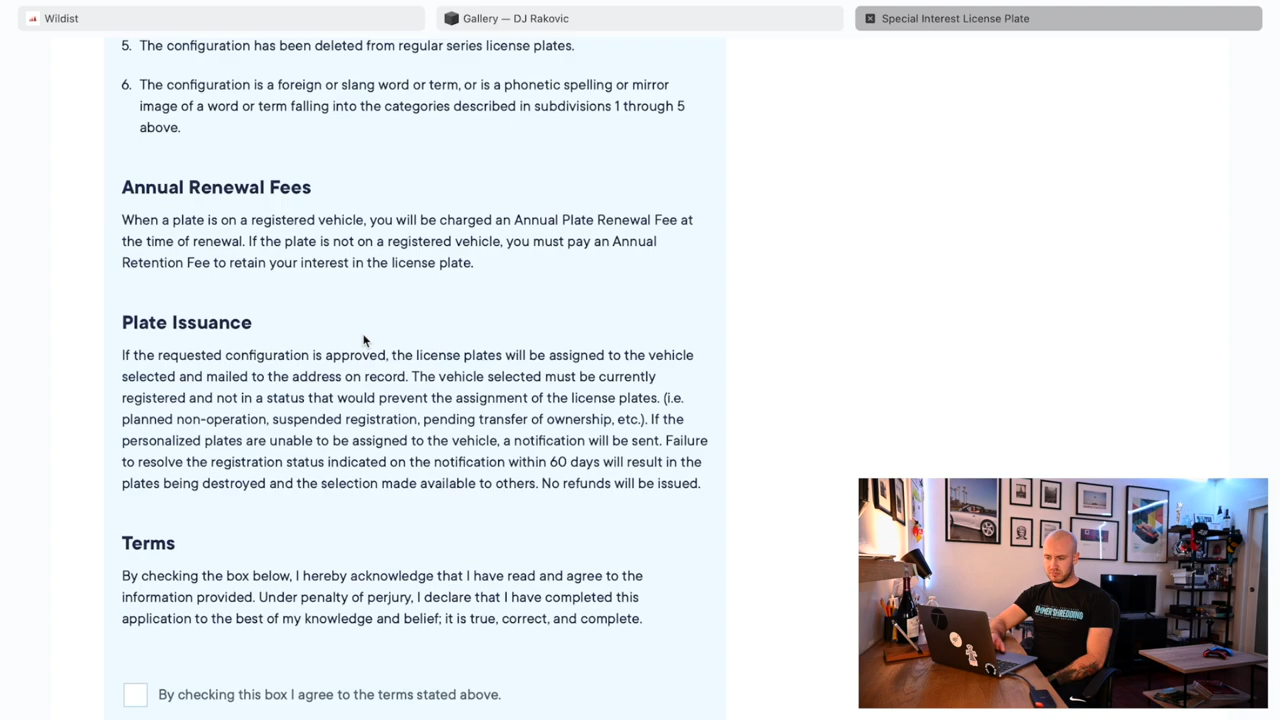 Wildist
Gallery — DJ Rakovic
Special Interest License Plate
5. The configuration has been deleted from regular series license plates.
6. The configuration is a foreign or slang word or term, or is a phonetic spelling or mirror
image of a word or term falling into the categories described in subdivisions 1 through 5
above.
Annual Renewal Fees
When a plate is on a registered vehicle, you will be charged an Annual Plate Renewal Fee at
the time of renewal. If the plate is not on a registered vehicle, you must pay an Annual
Retention Fee to retain your interest in the license plate.
Plate Issuance
If the requested configuration is approved, the license plates will be assigned to the vehicle
selected and mailed to the address on record. The vehicle selected must be currently
registered and not in a status that would prevent the assignment of the license plates. (i.e.
planned non-operation, suspended registration, pending transfer of ownership, etc.). If the
personalized plates are unable to be assigned to the vehicle, a notification will be sent. Failure
to resolve the registration status indicated on the notification within 60 days will result in the
plates being destroyed and the selection made available to others. No refunds will be issued.
Terms
By checking the box below, I hereby acknowledge that I have read and agree to the
information provided. Under penalty of perjury, I declare that I have completed this
application to the best of my knowledge and belief; it is true, correct, and complete.
By checking this box I agree to the terms stated above.